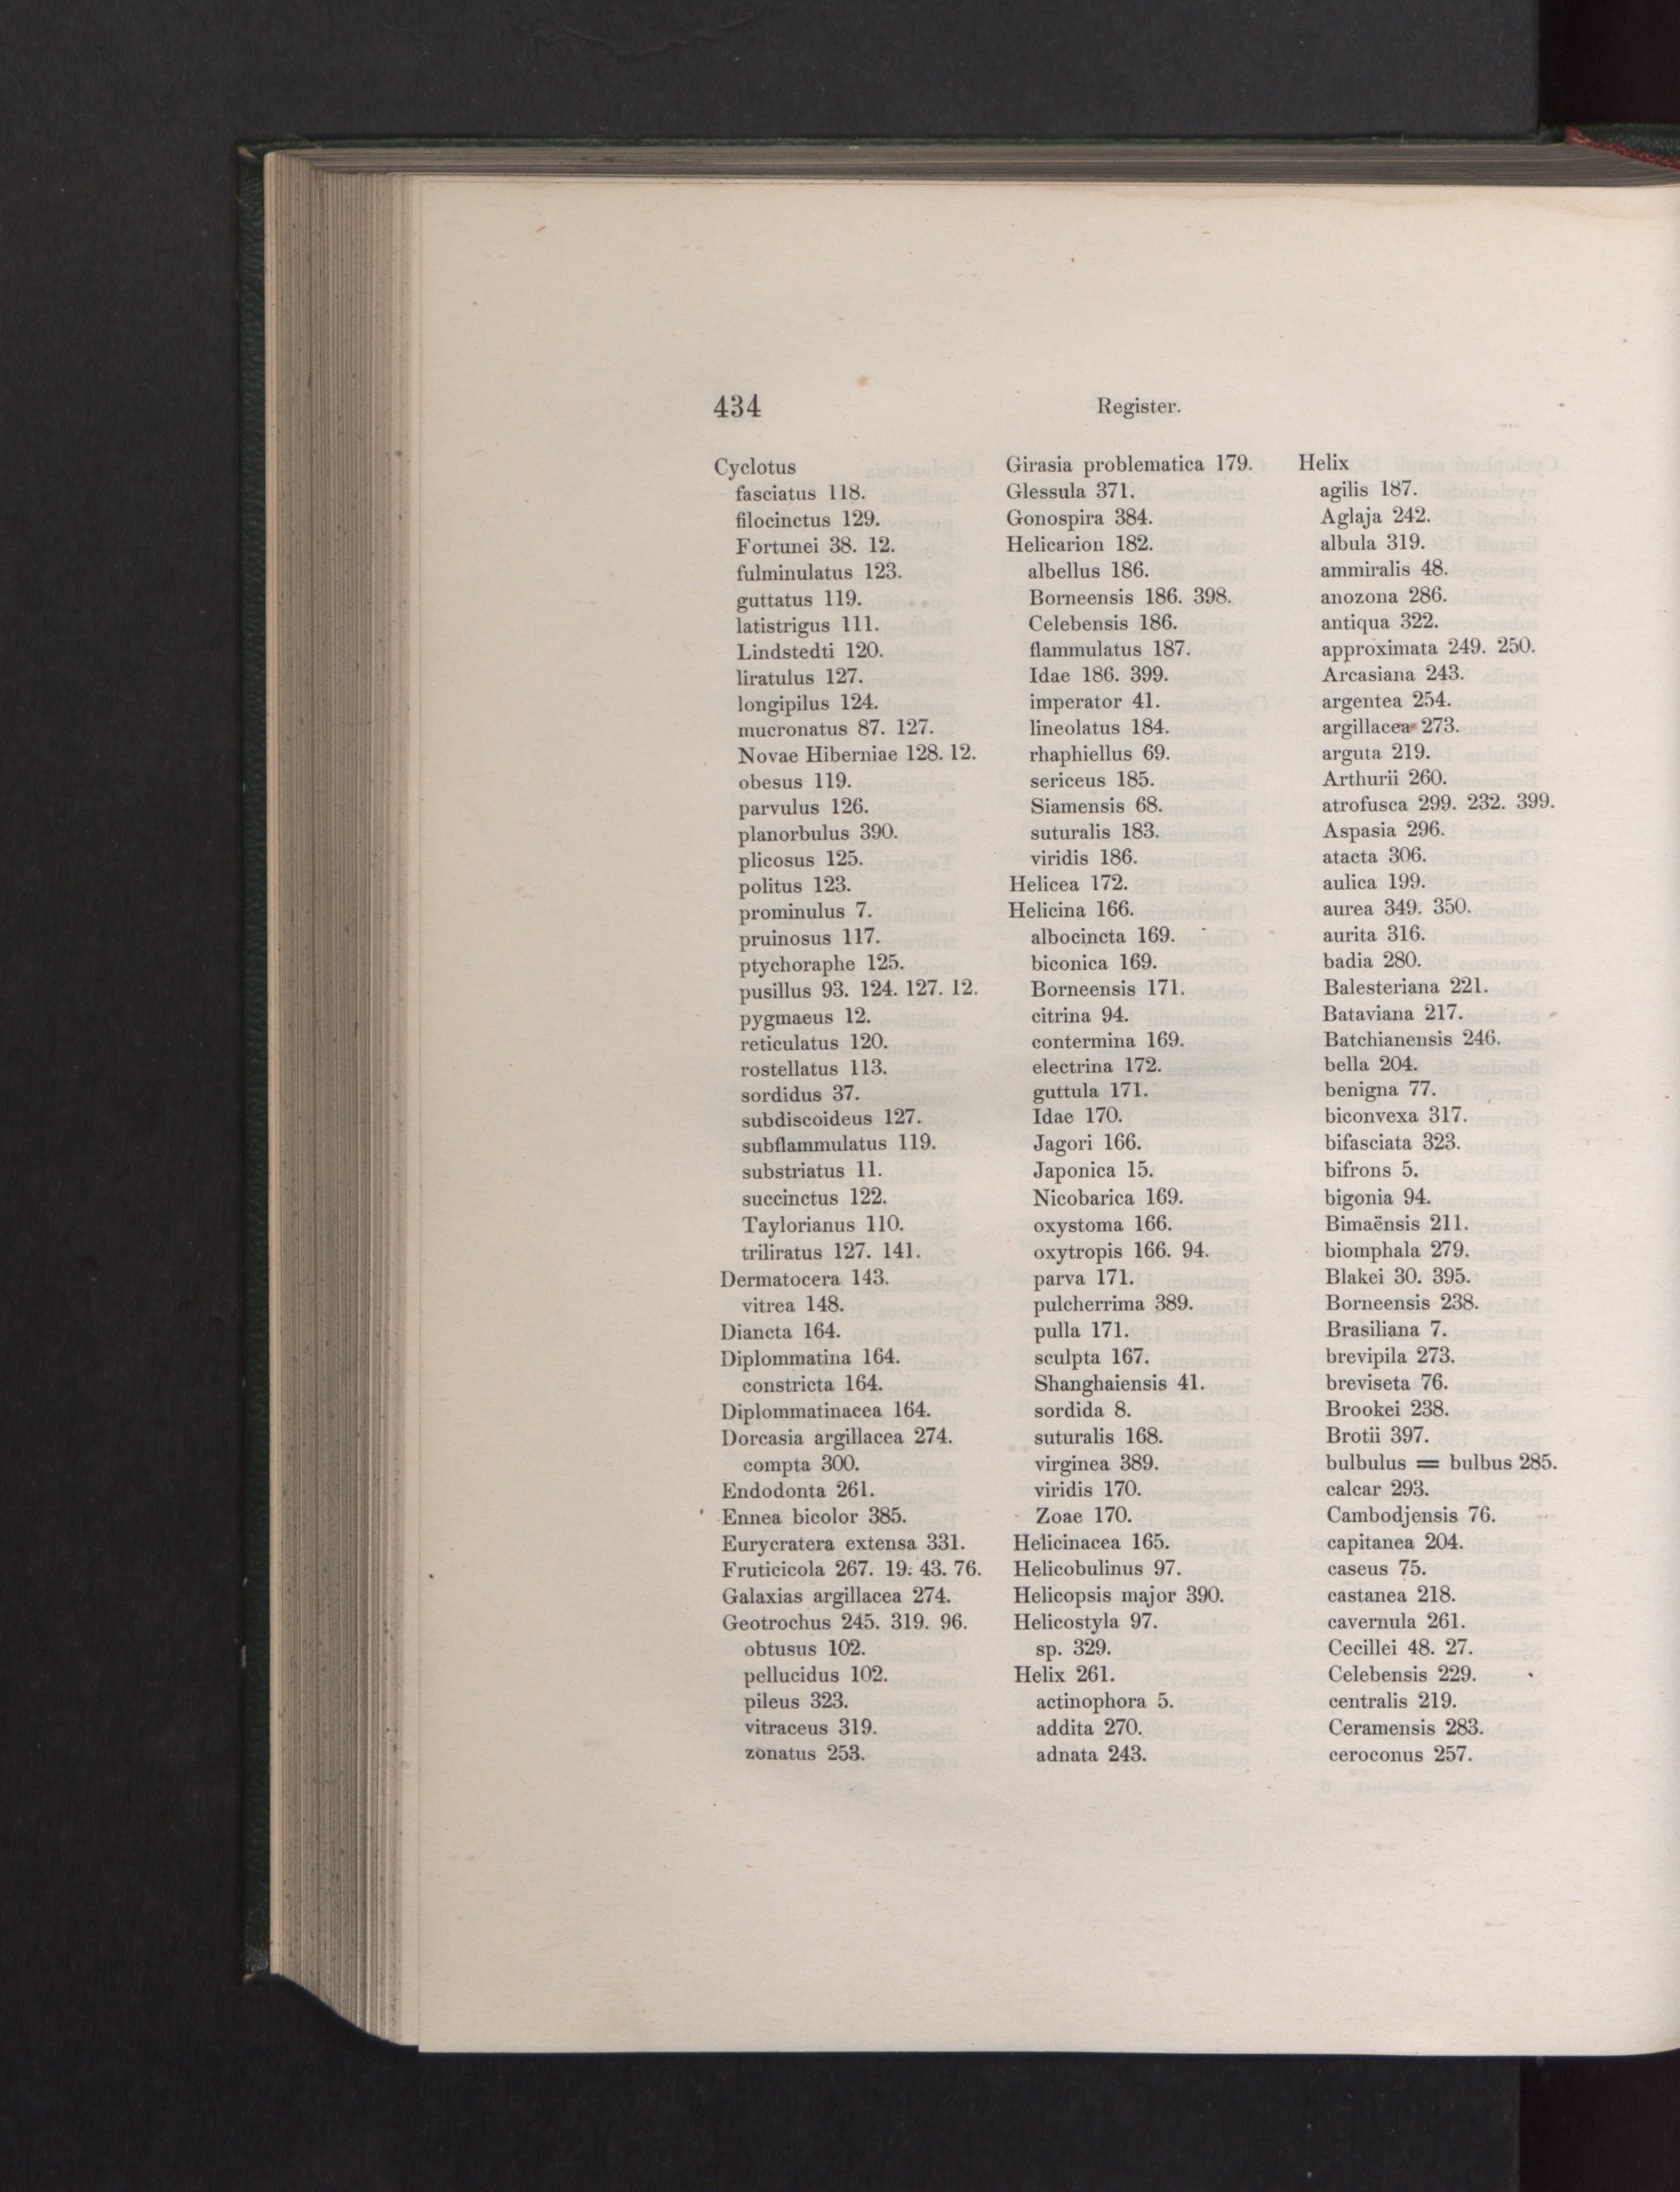 434
Register.
Cyclotus
fasciatus 118.
filocinctus 129.
Fortunei 38. 12.
fulminulatus 123.
guttatus 119.
latistrigus 111.
Lindstedti 120.
liratulus 127.
longipilus 124.
mucronatus 87. 127.
Novae Hiberniae 128. 12.
obesus 119.
parvulus 126.
planorbulus 390.
plicosus 125.
politus 123.
prominulus 7.
pruinosus 117.
ptychoraphe 125.
pusillus 93. 124. 127. 12.
pygmaeus 12.
reticulatus 120.
rostellatus 113.
sordidus 37.
subdiscoideus 127.
subflammulatus 119.
substriatus 11.
succinctus 122.
Taylorianus 110.
triliratus 127. 141.
Dermatocera 143.
vitrea 148.
Diancta 164.
Diplommatina 164.
constricta 164.
Diplommatinacea 164.
Dorcasia argillacea 274.
compta 300.
Endodonta 261.
Ennea bicolor 385.
Eurycratera extensa 331.
Fruticicola 267. 19. 43. 76.
Galaxias argillacea 274.
Geotrochus 245. 319. 96.
obtusus 102.
pellucidus 102.
pileus 323.
vitraceus 319.
zonatus 253.
Girasia problematica 179.
Glessula 371.
Gonospira 384.
Helicarion 182.
albellus 186.
Borneensis 186. 398.
Celebensis 186.
flammulatus 187.
Idae 186. 399.
imperator 41.
lineolatus 184.
rhaphiellus 69.
sericeus 185.
Siamensis 68.
suturalis 183.
viridis 186.
Helicea 172.
Helicina 166.
albocincta 169.
biconica 169.
Borneensis 171.
citrina 94.
contermina 169.
electrina 172.
guttula 171.
Idae 170.
Jagori 166.
Japonica 15.
Nicobarica 169.
oxystoma 166.
oxytropis 166. 94.
parva 171.
pulcherrima 389.
pulla 171.
sculpta 167.
Shanghaiensis 41.
sordida 8.
suturalis 168.
virginea 389.
viridis 170.
Zoae 170.
Helicinacea 165.
Helicobulinus 97.
Helicopsis major 390.
Helicostyla 97.
sp. 329.
Helix 261.
actinophora 5.
addita 270.
adnata 243.
Helix
agilis 187.
Aglaja 242.
albula 319.
ammiralis 48.
anozona 286.
antiqua 322.
approximata 249. 250.
Arcasiana 243.
argentea 254.
argillacea 273.
arguta 219.
Arthurii 260.
atrofusca 299. 232. 399.
Aspasia 296.
atacta 306.
aulica 199.
aurea 349. 350.
aurita 316.
badia 280.
Balesteriana 221.
Bataviana 217.
Batchianensis 246.
bella 204.
benigna 77.
biconvexa 317.
bifasciata 323.
bifrons 5.
bigonia 94.
Bimaënsis 211.
biomphala 279.
Blakei 30. 395.
Borneensis 238.
Brasiliana 7.
brevipila 273.
breviseta 76.
Brookei 238.
Brotii 397.
bulbulus = bulbus 285.
calcar 293.
Cambodjensis 76.
capitanea 204.
caseus 75.
castanea 218.
cavernula 261.
Cecillei 48. 27.
Celebensis 229.
centralis 219.
Ceramensis 283.
ceroconus 257.